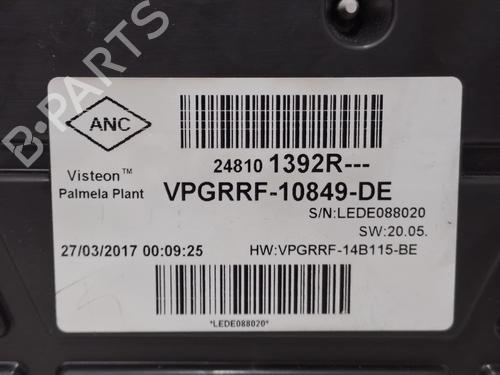 B-PARTS
ANC
24810 1392R---
Visteon™
Palmela Plant
VPGRRF-10849-DE
S/N:LEDE088020
SW:20.05.
27/03/2017 00:09:25
HW:VPGRRF-14B115-BE
*LEDE088020*